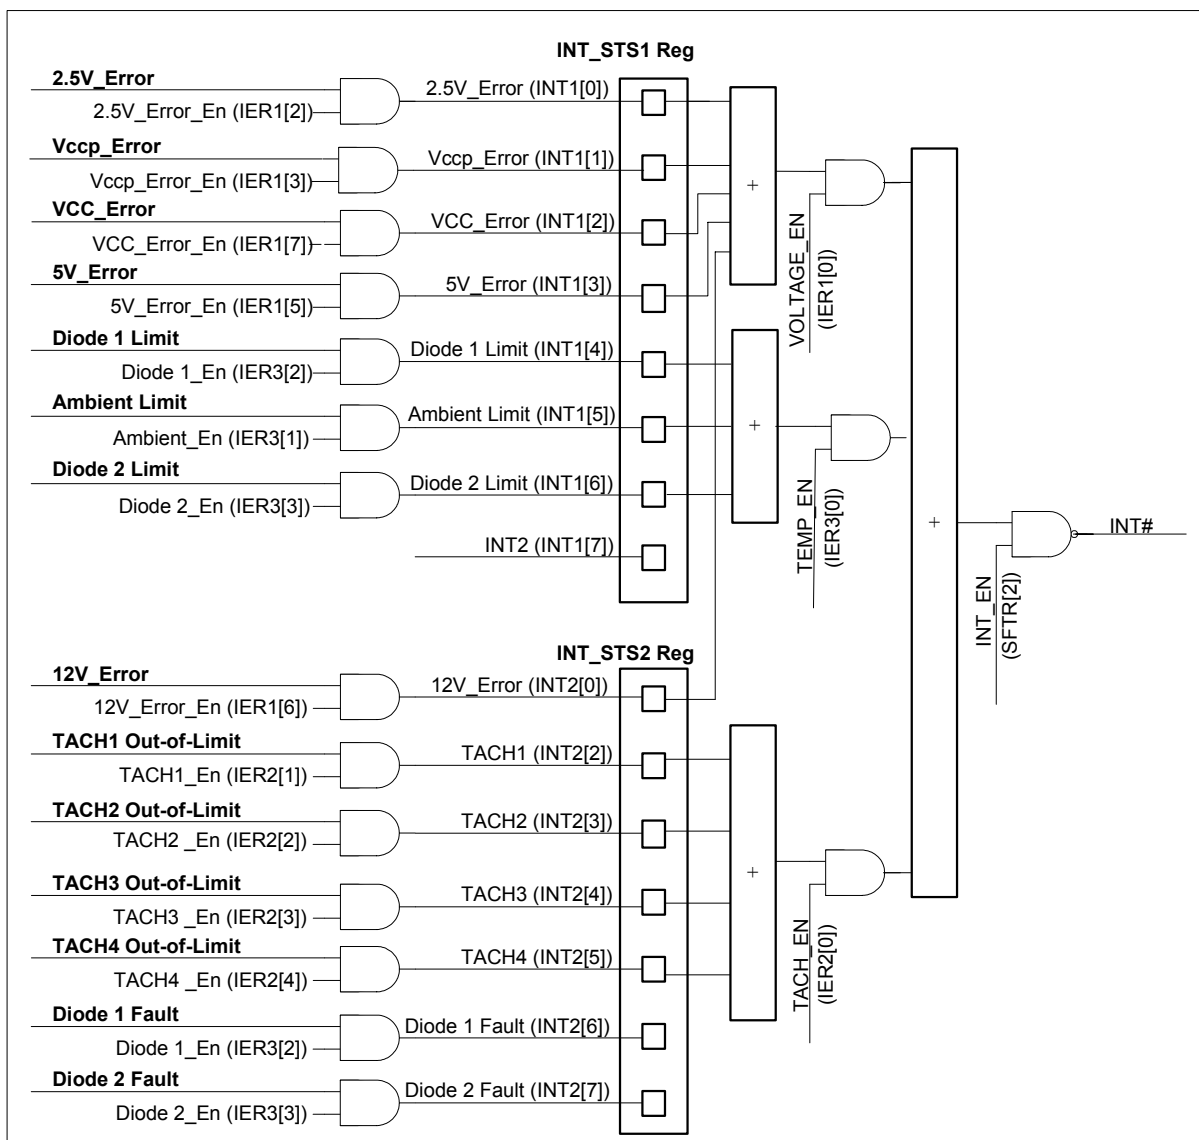 INT_STS1 Reg
2.5V_Error
2.5V_Error_En (IER1[2])
2.5V_Error (INT1[0])
Vccp_Error
Vccp_Error_En (IER1[3])
Vccp_Error (INT1[1])
VCC_Error
VCC_Error_En (IER1[7])
VCC_Error (INT1[2])
5V_Error
5V_Error_En (IER1[5])
5V_Error (INT1[3])
Diode 1 Limit
Diode 1_En (IER3[2])
Diode 1 Limit (INT1[4])
Ambient Limit
Ambient_En (IER3[1])
Ambient Limit (INT1[5])
Diode 2 Limit
Diode 2_En (IER3[3])
Diode 2 Limit (INT1[6])
INT2 (INT1[7])
+
VOLTAGE_EN
(IER1[0])
+
TEMP_EN
(IER3[0])
+
INT_EN
(SFTR[2])
INT#
INT_STS2 Reg
12V_Error
12V_Error_En (IER1[6])
12V_Error (INT2[0])
TACH1 Out-of-Limit
TACH1_En (IER2[1])
TACH1 (INT2[2])
TACH2 Out-of-Limit
TACH2 _En (IER2[2])
TACH2 (INT2[3])
TACH3 Out-of-Limit
TACH3 _En (IER2[3])
TACH3 (INT2[4])
TACH4 Out-of-Limit
TACH4 _En (IER2[4])
TACH4 (INT2[5])
Diode 1 Fault
Diode 1_En (IER3[2])
Diode 1 Fault (INT2[6])
Diode 2 Fault
Diode 2_En (IER3[3])
Diode 2 Fault (INT2[7])
+
TACH_EN
(IER2[0])